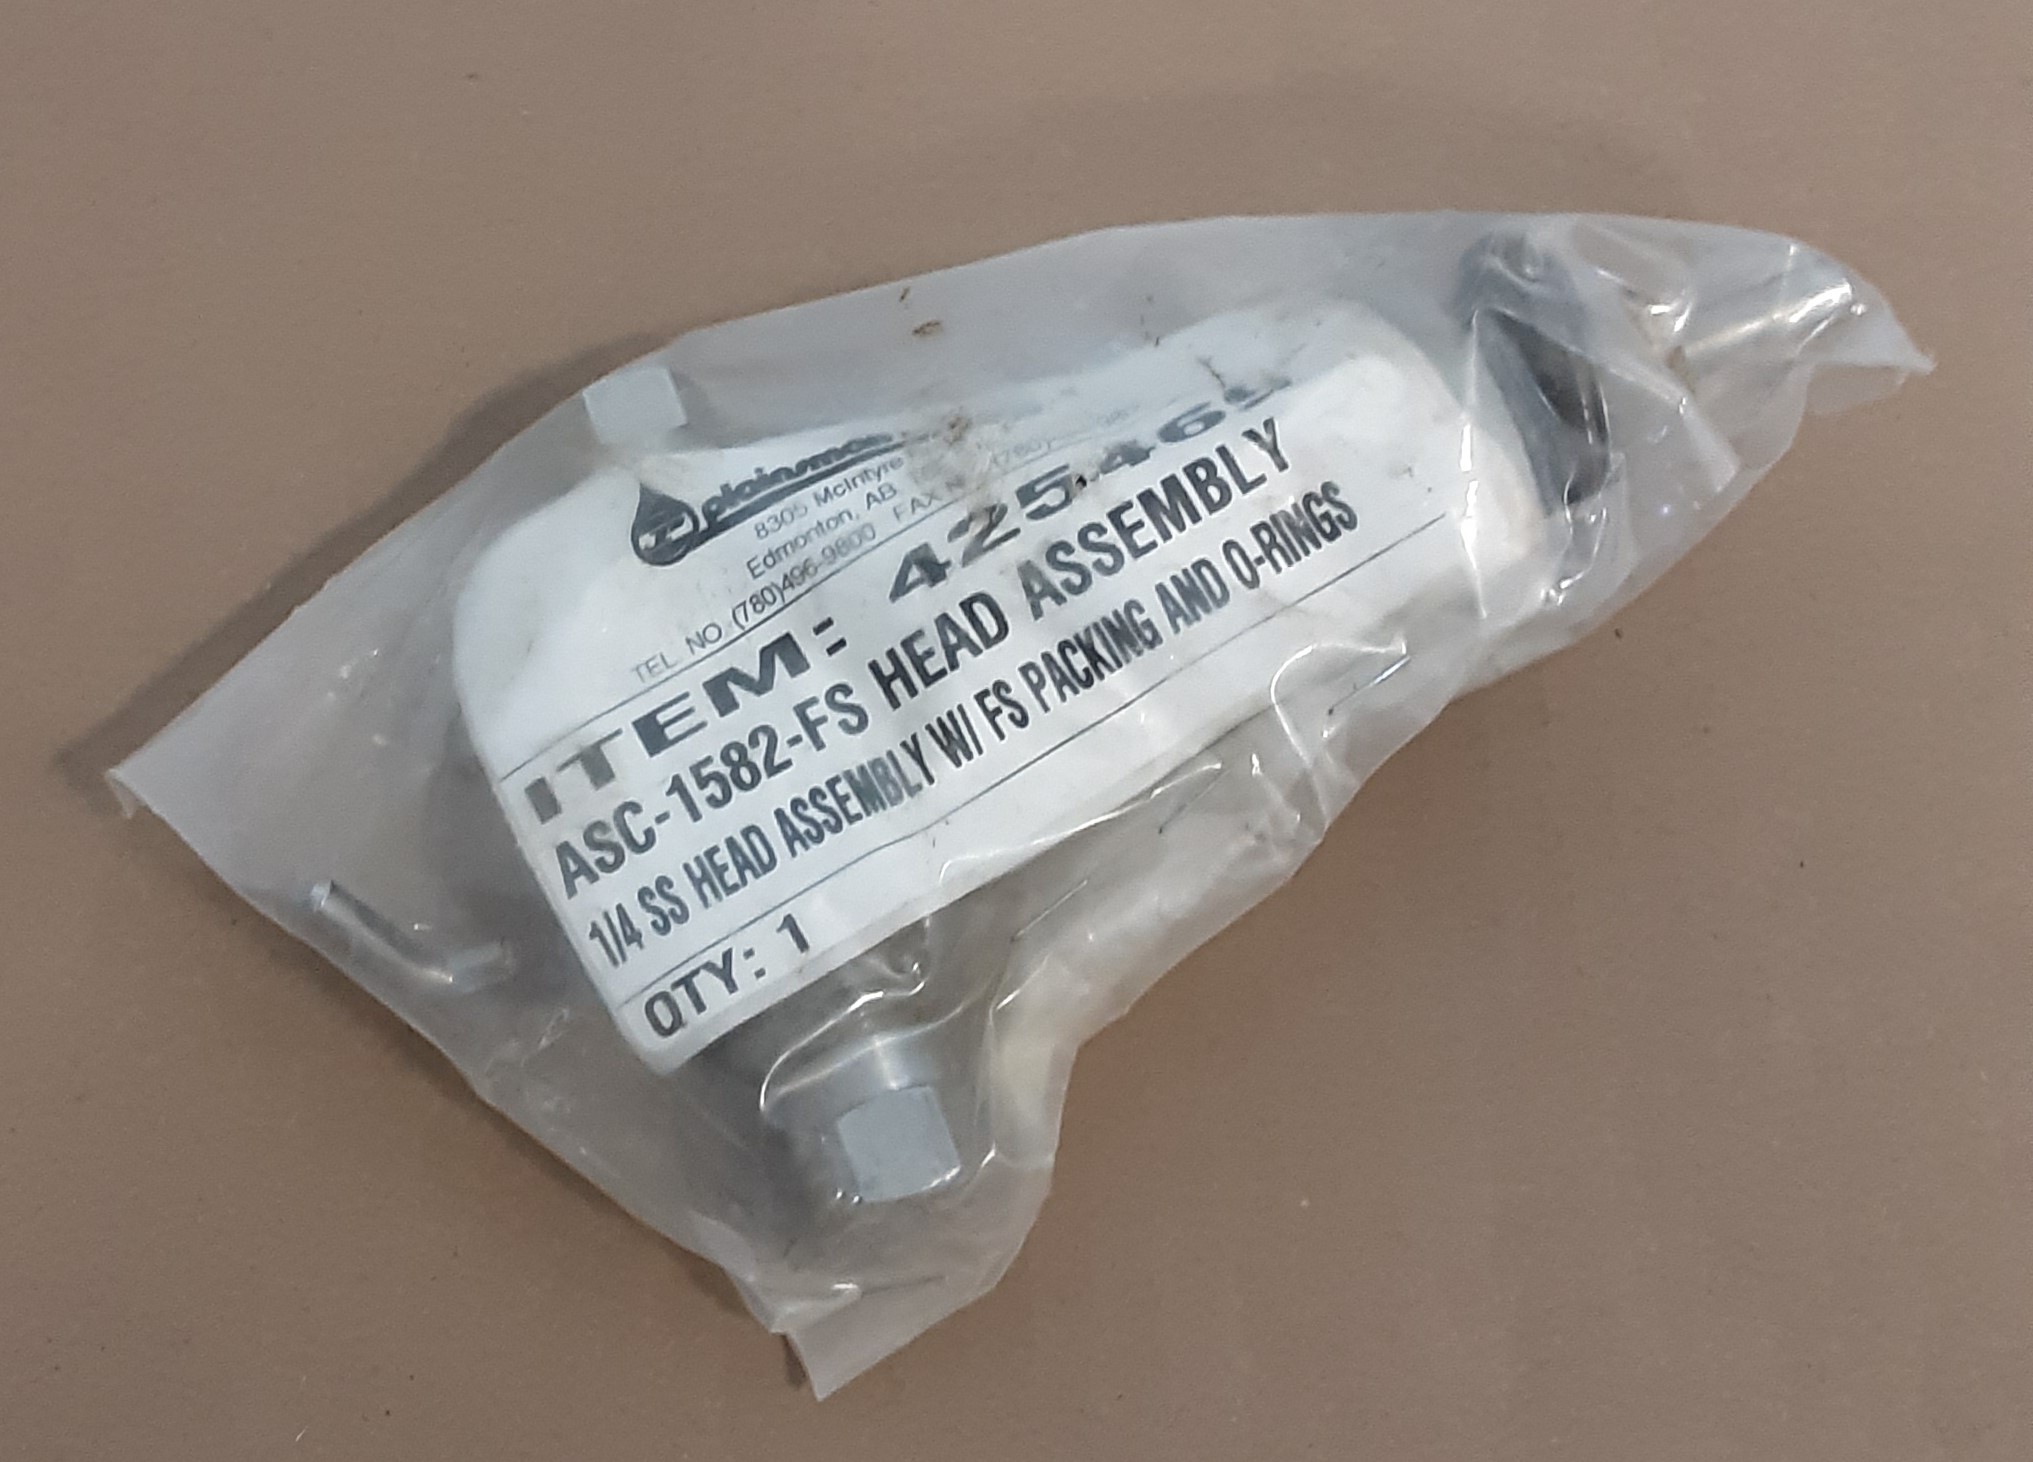 8305 McIntyre
Edmonton, AB
TEL NO (780)496-9800 FAX (780)
ITEM: 425.46
ASC-1582-FS HEAD ASSEMBLY
1/4 SS HEAD ASSEMBLY W/ FS PACKING AND O-RINGS
QTY: 1